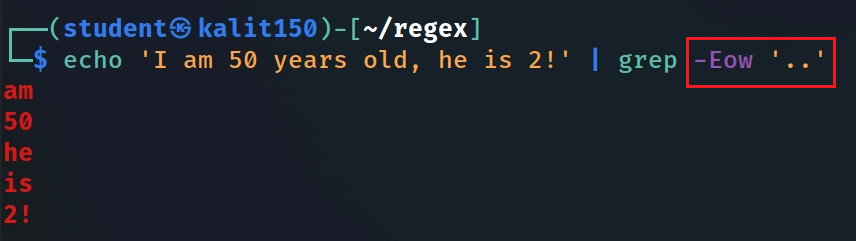 ┌──(student㉿kalit150)-[~/regex]
└─$ echo 'I am 50 years old, he is 2!' | grep -Eow '..'
am
50
he
is
2!